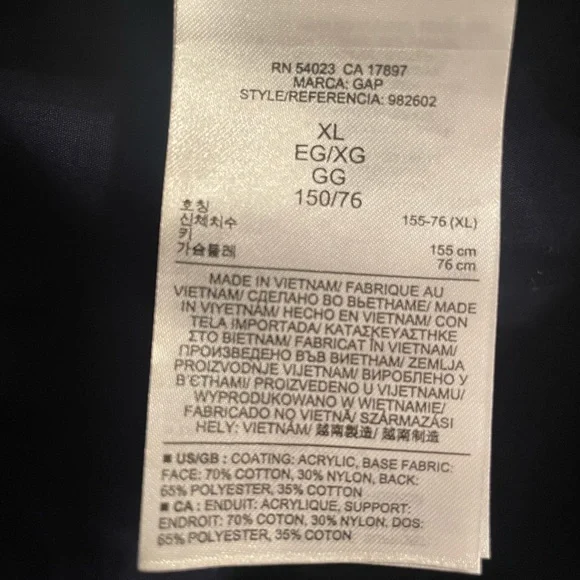 RN 54023 CA 17897
MARCA: GAP
STYLE/REFERENCIA: 982602
XL
EG/XG
GG
150/76
호칭
신체치수 155-76 (XL)
키 155 cm
가슴둘레 76 cm
MADE IN VIETNAM/ FABRIQUE AU
VIETNAM/ СДЕЛАНО ВО ВЬЕТНАМЕ/ MADE
IN VIYETNAM/ HECHO EN VIETNAM/ CON
TELA IMPORTADA/ ΚΑΤΑΣΚΕΥΑΣΤΗΚΕ
ΣΤΟ ΒΙΕΤΝΑΜ/ FABRICAT ÎN VIETNAM/
ПРОИЗВЕДЕНО ВЪВ ВИЕТНАМ/ ZEMLJA
PROIZVODNJE VIJETNAM/ ВИРОБЛЕНО У
В'ЄТНАМІ/ PROIZVEDENO U VIJETNAMU/
WYPRODUKOWANO W WIETNAMIE/
FABRICADO NO VIETNÃ/ SZÁRMAZÁSI
HELY: VIETNÁM/ 越南製造/ 越南制造
■ US/GB : COATING: ACRYLIC, BASE FABRIC:
FACE: 70% COTTON, 30% NYLON, BACK:
65% POLYESTER, 35% COTTON
■ CA : ENDUIT: ACRYLIQUE, SUPPORT:
ENDROIT: 70% COTON, 30% NYLON, DOS:
65% POLYESTER, 35% COTON